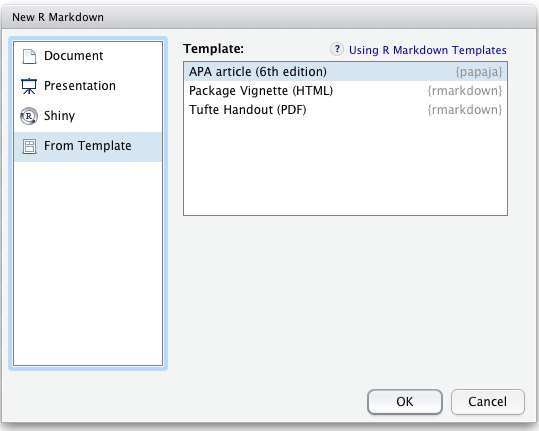 New R Markdown
Document
Presentation
R Shiny
From Template
Template: ? Using R Markdown Templates
APA article (6th edition) {papaja}
Package Vignette (HTML) {rmarkdown}
Tufte Handout (PDF) {rmarkdown}
OK Cancel